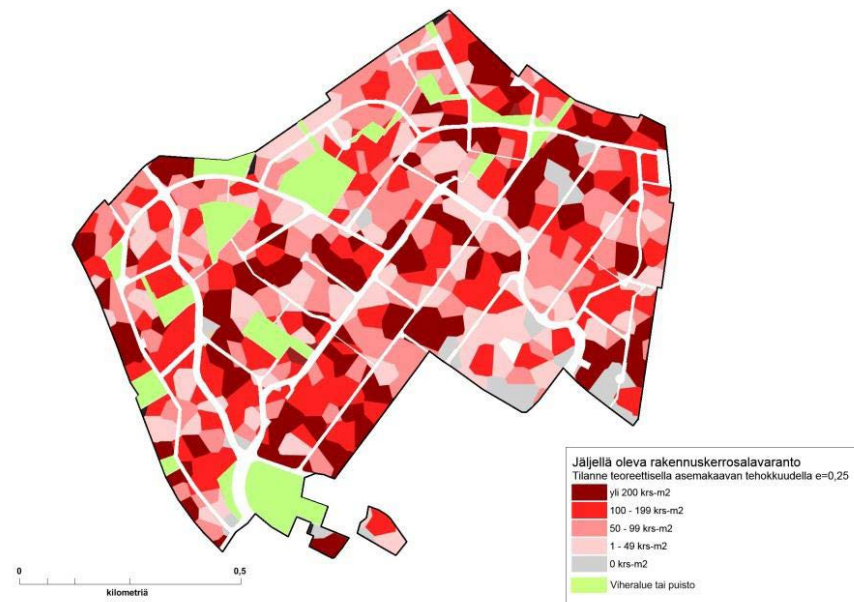 Jäljellä oleva rakennuskerrosalavaranto
Tilanne teoreettisella asemakaavan tehokkuudella e=0,25
yli 200 krs-m2
100 - 199 krs-m2
50 - 99 krs-m2
1 - 49 krs-m2
0 krs-m2
Viheralue tai puisto
0 0,5
kilometriä